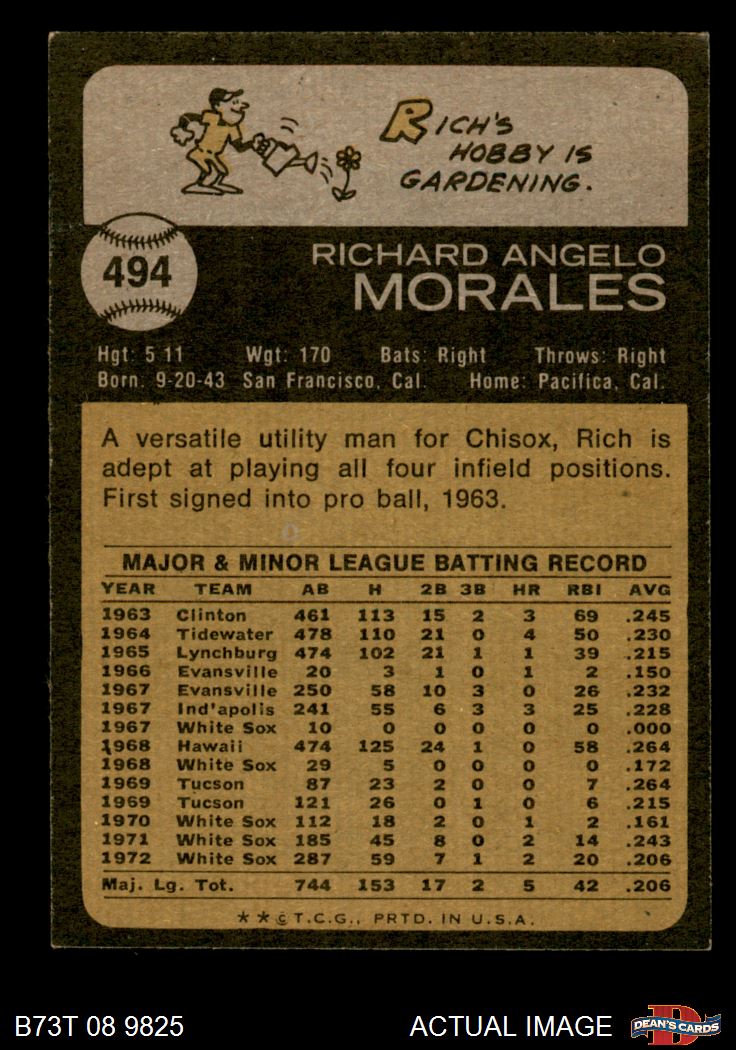 RICH'S
HOBBY IS
GARDENING.
494
RICHARD ANGELO
MORALES
Hgt: 5 11 Wgt: 170 Bats: Right Throws: Right
Born. 9-20-43 San Francisco, Cal. Home: Pacifica, Cal.
A versatile utility man for Chisox, Rich is
adept at playing all four infield positions.
First signed into pro ball, 1963.
MAJOR & MINOR LEAGUE BATTING RECORD
YEAR TEAM AB H 2B 3B HR RBI AVG
1963 Clinton 461 113 15 2 3 69 .245
1964 Tidewater 478 110 21 0 4 50 .230
1965 Lynchburg 474 102 21 1 1 39 .215
1966 Evansville 20 3 1 0 1 2 .150
1967 Evansville 250 58 10 3 0 26 .232
1967 Ind'apolis 241 55 6 3 3 25 .228
1967 White Sox 10 0 0 0 0 0 .000
1968 Hawaii 474 125 24 1 0 58 .264
1968 White Sox 29 5 0 0 0 0 .172
1969 Tucson 87 23 2 0 0 7 .264
1969 Tucson 121 26 0 1 0 6 .215
1970 White Sox 112 18 2 0 1 2 .161
1971 White Sox 185 45 8 0 2 14 .243
1972 White Sox 287 59 7 1 2 20 .206
Maj. Lg. Tot. 744 153 17 2 5 42 .206
★★© T.C.G., PRTD. IN U.S.A.
B73T 08 9825 ACTUAL IMAGE D DEAN'S CARDS